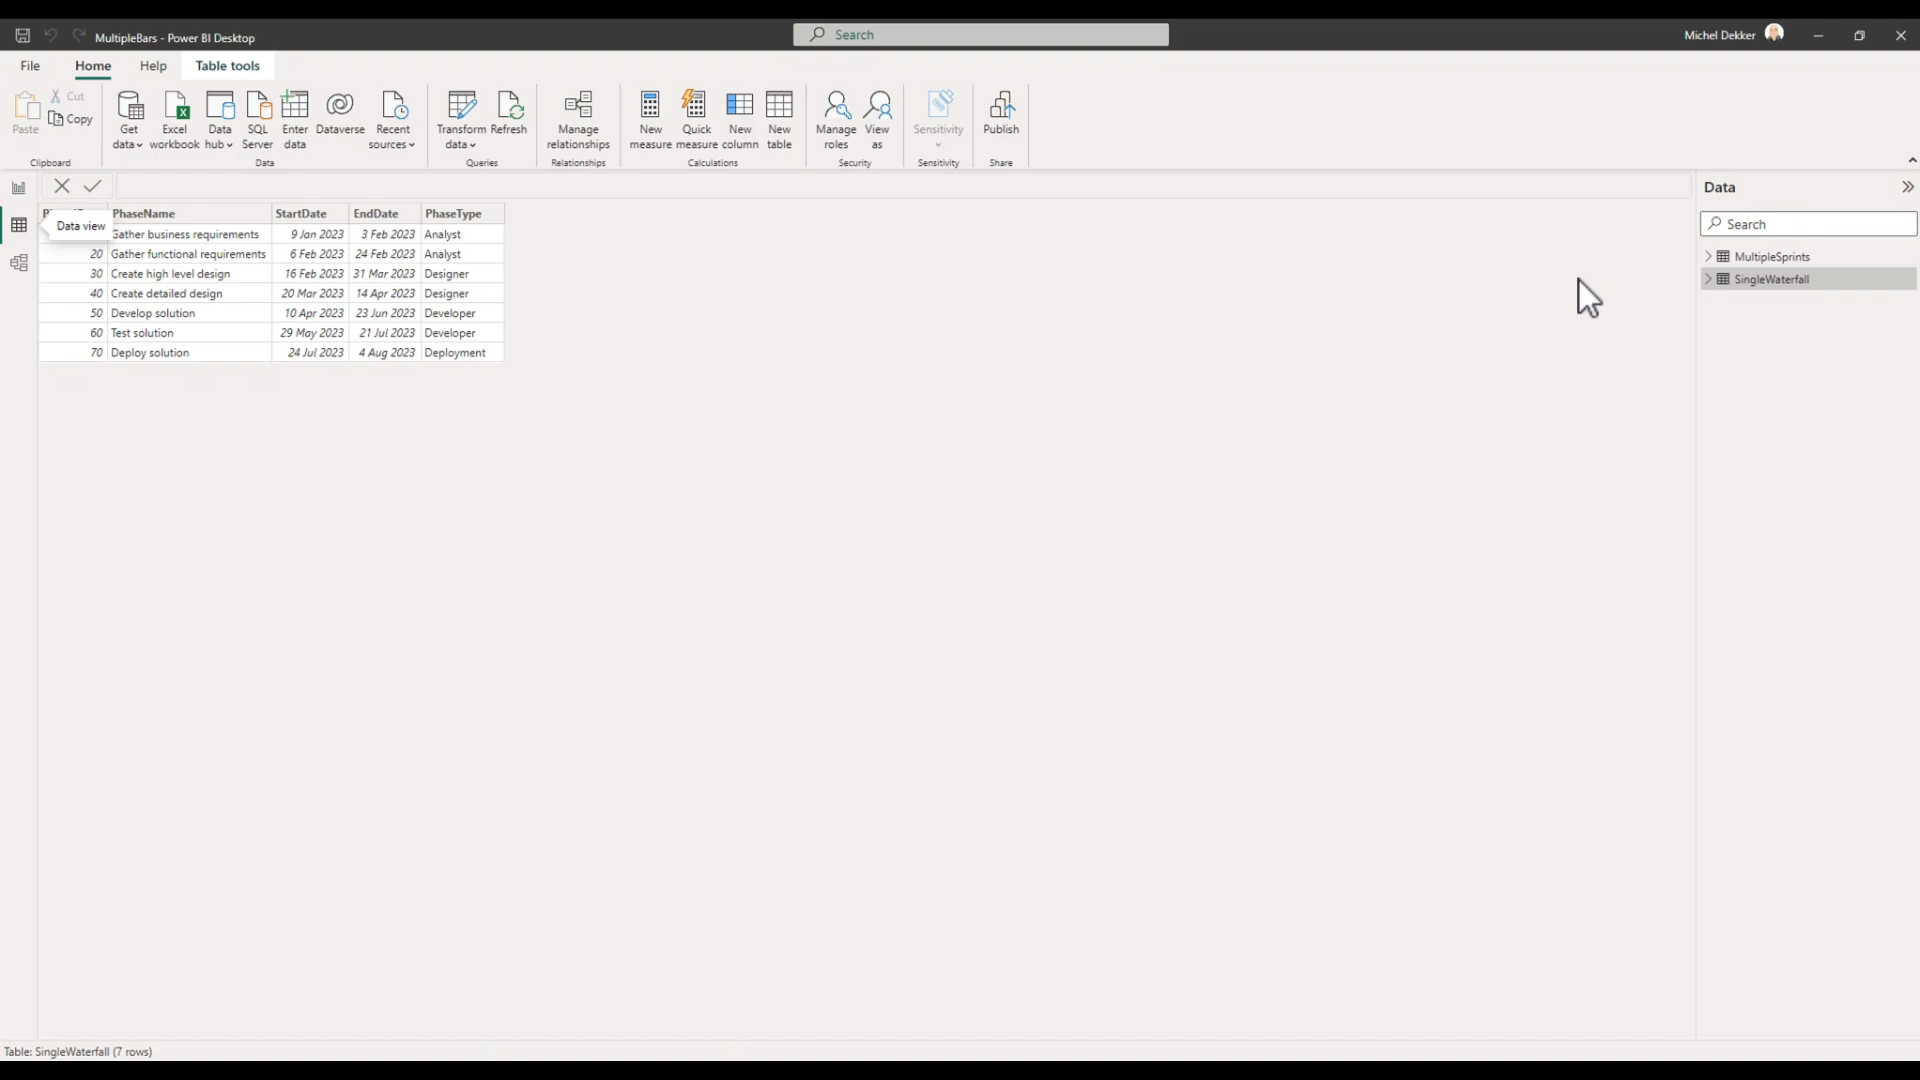 MultipleBars - Power BI Desktop
Search
Michel Dekker
File Home Help Table tools
Paste Cut Copy
Get data Excel workbook Data hub SQL Server Enter data Dataverse Recent sources Transform data Refresh Manage relationships New measure Quick measure New column New table Manage roles View as Sensitivity Publish
Clipboard Data Queries Relationships Calculations Security Sensitivity Share
Data
Search
MultipleSprints
SingleWaterfall
PhaseName StartDate EndDate PhaseType
Data view
Gather business requirements 9 Jan 2023 3 Feb 2023 Analyst
20 Gather functional requirements 6 Feb 2023 24 Feb 2023 Analyst
30 Create high level design 16 Feb 2023 31 Mar 2023 Designer
40 Create detailed design 20 Mar 2023 14 Apr 2023 Designer
50 Develop solution 10 Apr 2023 23 Jun 2023 Developer
60 Test solution 29 May 2023 21 Jul 2023 Developer
70 Deploy solution 24 Jul 2023 4 Aug 2023 Deployment
Table: SingleWaterfall (7 rows)